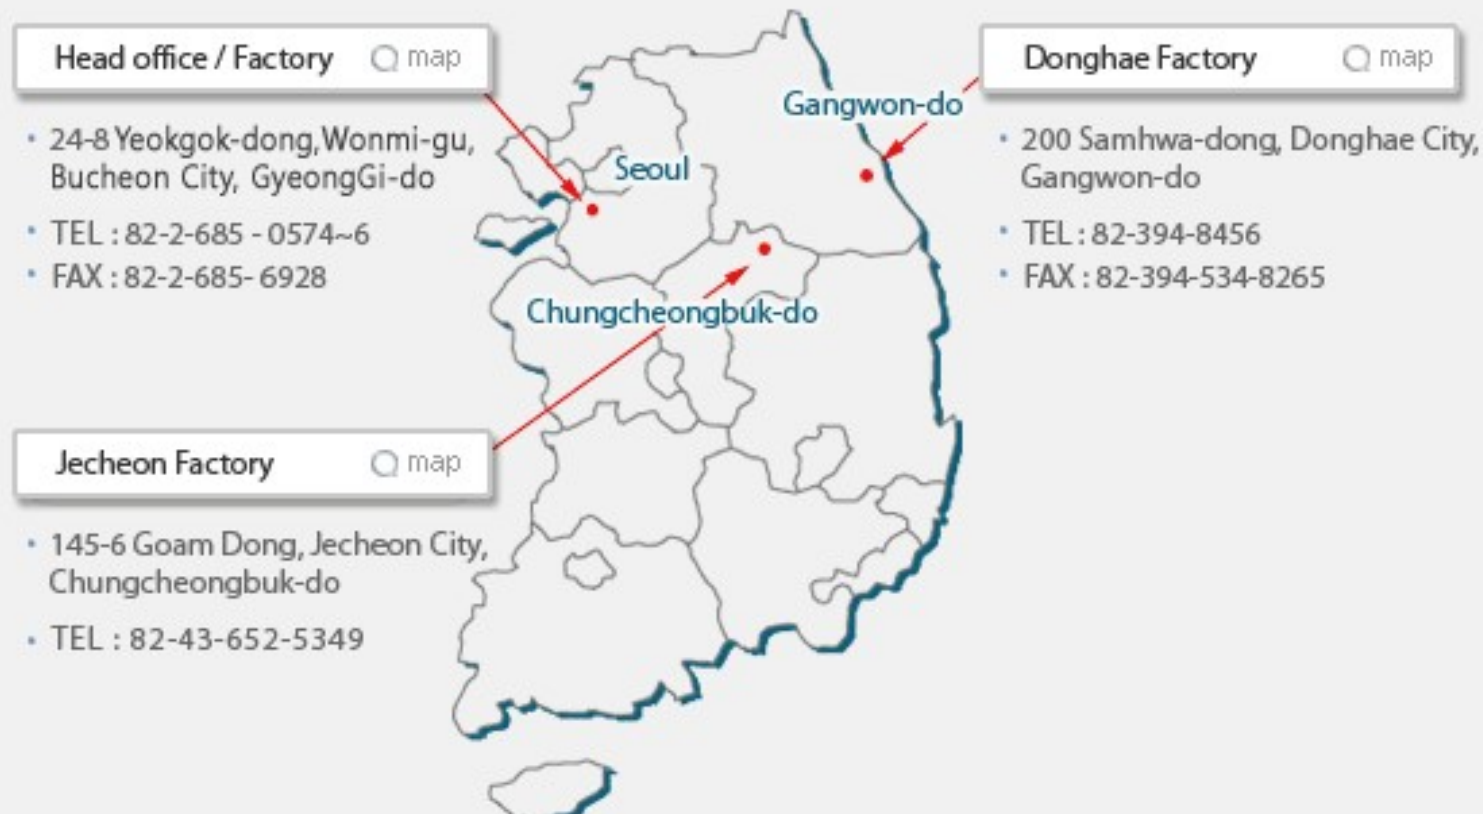 Head office / Factory map
24-8 Yeokgok-dong,Wonmi-gu,
Bucheon City, GyeongGi-do
TEL : 82-2-685 - 0574~6
FAX : 82-2-685- 6928
Donghae Factory map
200 Samhwa-dong, Donghae City,
Gangwon-do
TEL : 82-394-8456
FAX : 82-394-534-8265
Gangwon-do
Seoul
Chungcheongbuk-do
Jecheon Factory map
145-6 Goam Dong, Jecheon City,
Chungcheongbuk-do
TEL : 82-43-652-5349